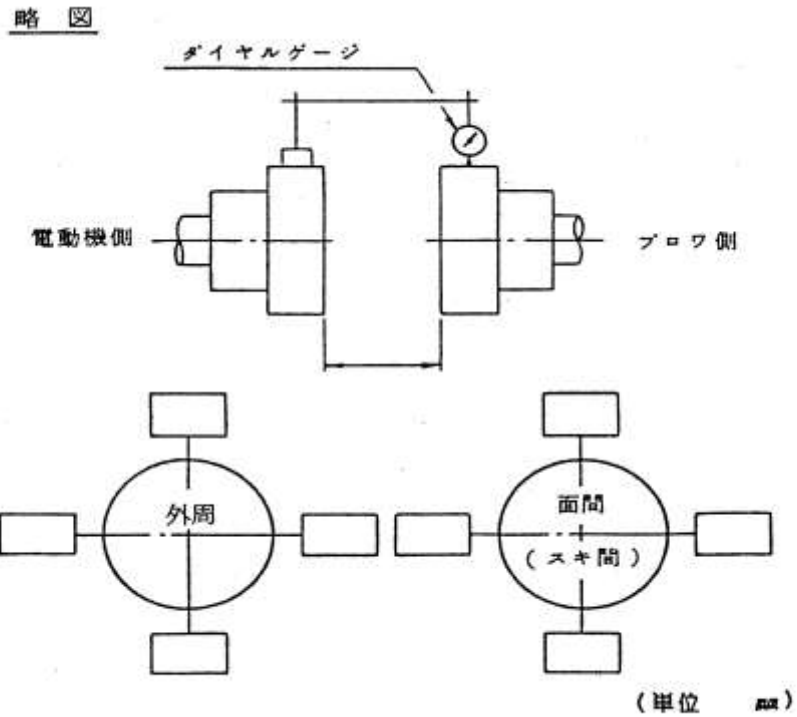 略図
ダイヤルゲージ
電動機側
ブロワ側
外周
面間
(スキ間)
(単位 mm)